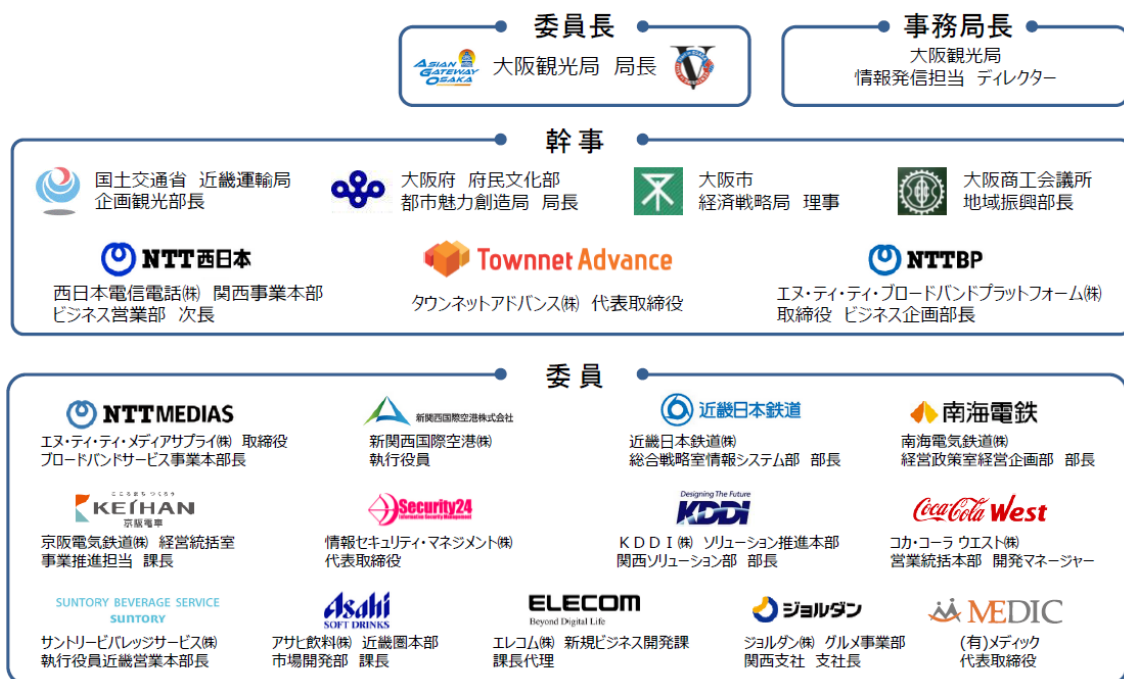 委員長
ASIAN GATEWAY OSAKA
大阪観光局 局長
事務局長
大阪観光局
情報発信担当 ディレクター
幹事
国土交通省 近畿運輸局
企画観光部長
大阪府 府民文化部
都市魅力創造局 局長
大阪市
経済戦略局 理事
大阪商工会議所
地域振興部長
NTT西日本
西日本電信電話㈱ 関西事業本部
ビジネス営業部 次長
Townnet Advance
タウンネットアドバンス㈱ 代表取締役
NTTBP
エヌ・ティ・ティ・ブロードバンドプラットフォーム㈱
取締役 ビジネス企画部長
委員
NTTMEDIAS
エヌ・ティ・ティ・メディアサプライ㈱ 取締役
ブロードバンドサービス事業本部長
新関西国際空港株式会社
新関西国際空港㈱
執行役員
近畿日本鉄道
近畿日本鉄道㈱
総合戦略室情報システム部 部長
南海電鉄
南海電気鉄道㈱
経営政策室経営企画部 部長
こころまち つくろう
KEIHAN
京阪電車
京阪電気鉄道㈱ 経営統括室
事業推進担当 課長
Security24
Information Security Management
情報セキュリティ・マネジメント㈱
代表取締役
Designing The Future
KDDI
KDDI㈱ ソリューション推進本部
関西ソリューション部 部長
Coca-Cola West
コカ・コーラ ウエスト㈱
営業統括本部 開発マネージャー
SUNTORY BEVERAGE SERVICE
SUNTORY
サントリービバレッジサービス㈱
執行役員近畿営業本部長
Asahi
SOFT DRINKS
アサヒ飲料㈱ 近畿圏本部
市場開発部 課長
ELECOM
Beyond Digital Life
エレコム㈱ 新規ビジネス開発課
課長代理
ジョルダン
ジョルダン㈱ グルメ事業部
関西支社 支社長
MEDIC
(有)メディック
代表取締役